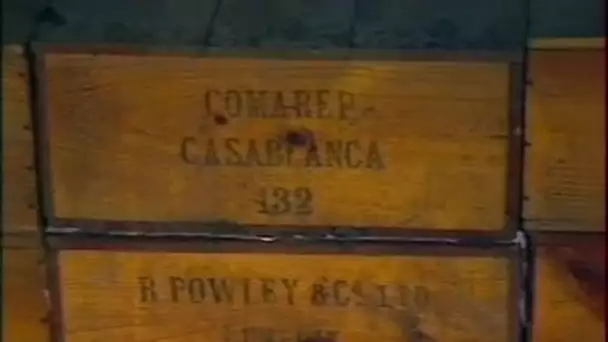 COMAREP
CASABLANCA
132
R POWLEY & Co LTD